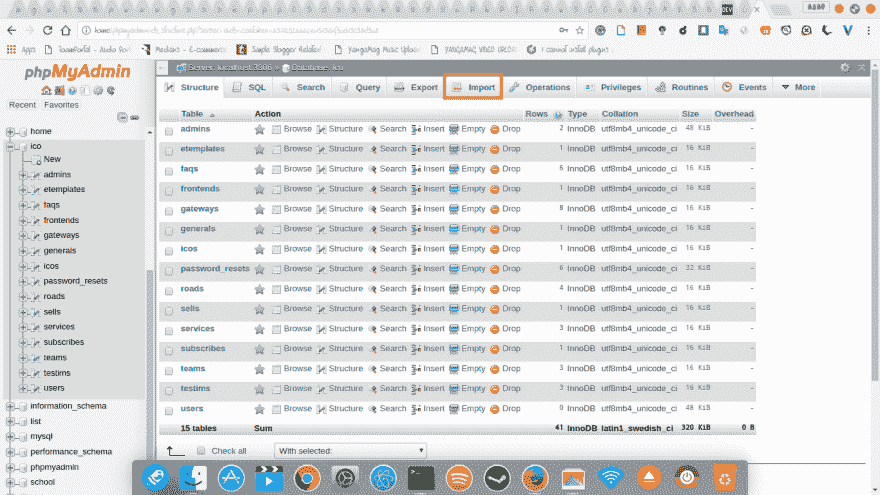 DEV
home/phpmyadmin/db_structure.php?server
Apps
phpMyAdmin
Server: localhost:3306 » Database: ico
Structure SQL Search Query Export Import Operations Privileges Routines Events More
Recent Favorites
home
ico
New
admins
etemplates
faqs
frontends
gateways
generals
icos
password_resets
roads
sells
services
subscribes
teams
testims
users
information_schema
list
mysql
performance_schema
phpmyadmin
school
Table Action Rows Type Collation Size Overhead
admins Browse Structure Search Insert Empty Drop 2 InnoDB utf8mb4_unicode_ci 48 KiB -
etemplates Browse Structure Search Insert Empty Drop 1 InnoDB utf8mb4_unicode_ci 16 KiB -
faqs Browse Structure Search Insert Empty Drop 6 InnoDB utf8mb4_unicode_ci 16 KiB -
frontends Browse Structure Search Insert Empty Drop 1 InnoDB utf8mb4_unicode_ci 16 KiB -
gateways Browse Structure Search Insert Empty Drop 8 InnoDB utf8mb4_unicode_ci 16 KiB -
generals Browse Structure Search Insert Empty Drop 1 InnoDB utf8mb4_unicode_ci 16 KiB -
icos Browse Structure Search Insert Empty Drop 1 InnoDB utf8mb4_unicode_ci 16 KiB -
password_resets Browse Structure Search Insert Empty Drop 6 InnoDB utf8mb4_unicode_ci 32 KiB -
roads Browse Structure Search Insert Empty Drop 4 InnoDB utf8mb4_unicode_ci 16 KiB -
sells Browse Structure Search Insert Empty Drop 1 InnoDB utf8mb4_unicode_ci 16 KiB -
services Browse Structure Search Insert Empty Drop 3 InnoDB utf8mb4_unicode_ci 16 KiB -
subscribes Browse Structure Search Insert Empty Drop 1 InnoDB utf8mb4_unicode_ci 16 KiB -
teams Browse Structure Search Insert Empty Drop 3 InnoDB utf8mb4_unicode_ci 16 KiB -
testims Browse Structure Search Insert Empty Drop 3 InnoDB utf8mb4_unicode_ci 16 KiB -
users Browse Structure Search Insert Empty Drop 0 InnoDB utf8mb4_unicode_ci 48 KiB -
15 tables Sum 41 InnoDB latin1_swedish_ci 320 KiB 0 B
Check all With selected: